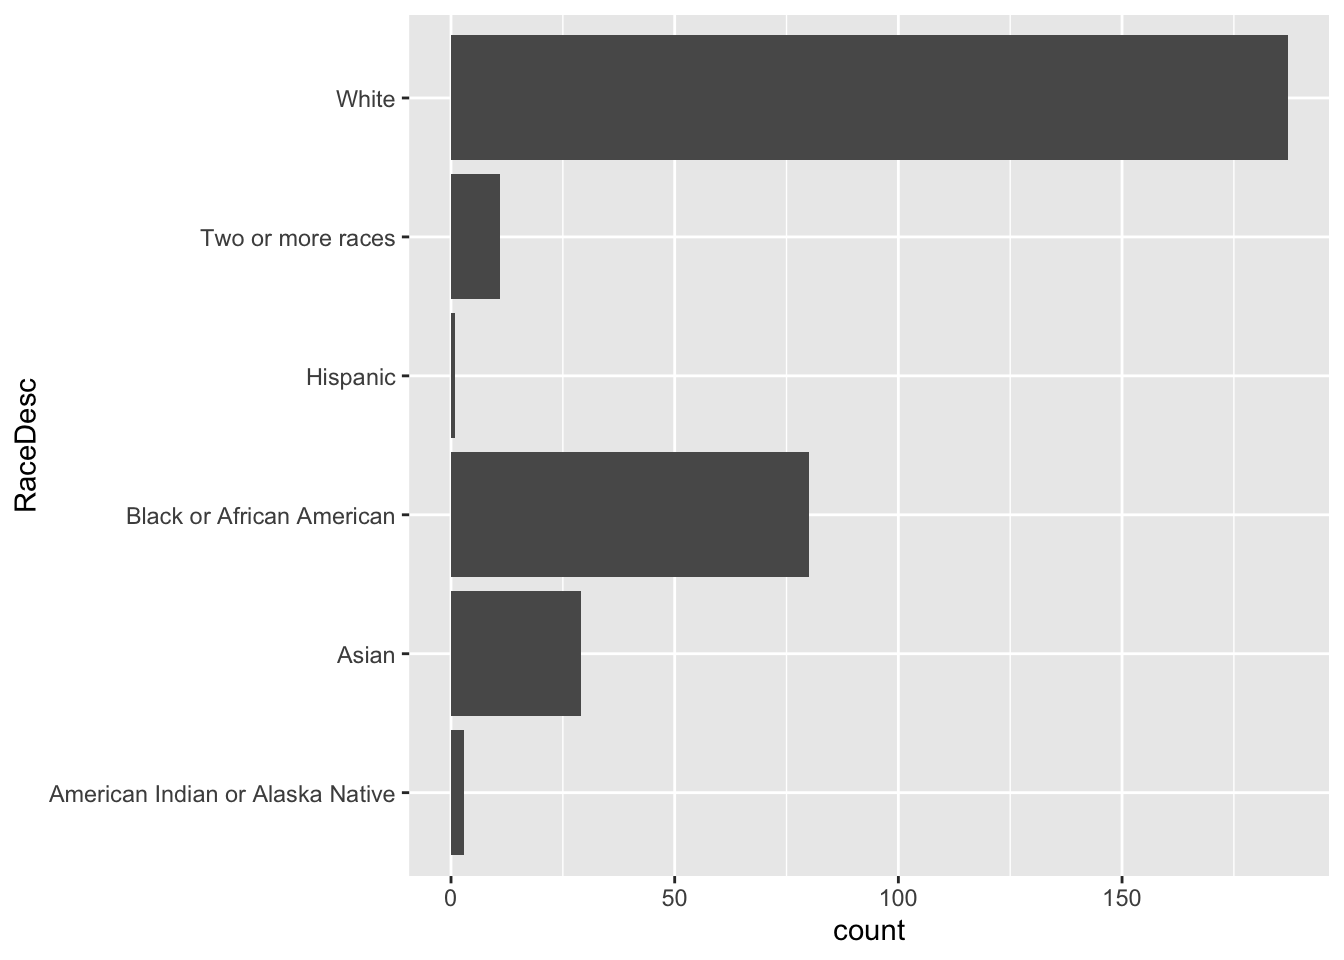 White
Two or more races
Hispanic
Black or African American
Asian
American Indian or Alaska Native
RaceDesc
0 50 100 150
count